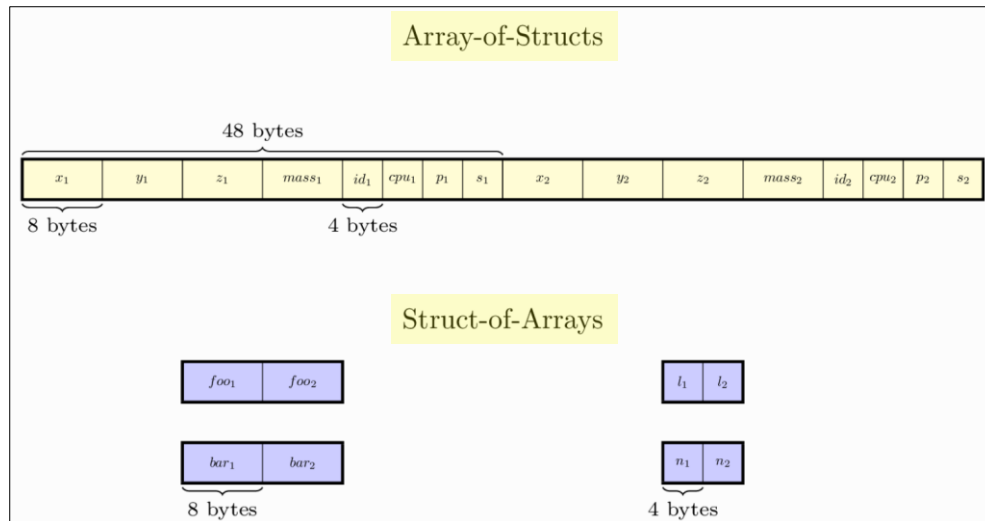 Array-of-Structs
48 bytes
x₁ y₁ z₁ mass₁ id₁ cpu₁ p₁ s₁ x₂ y₂ z₂ mass₂ id₂ cpu₂ p₂ s₂
8 bytes 4 bytes
Struct-of-Arrays
foo₁ foo₂ l₁ l₂
bar₁ bar₂ n₁ n₂
8 bytes 4 bytes